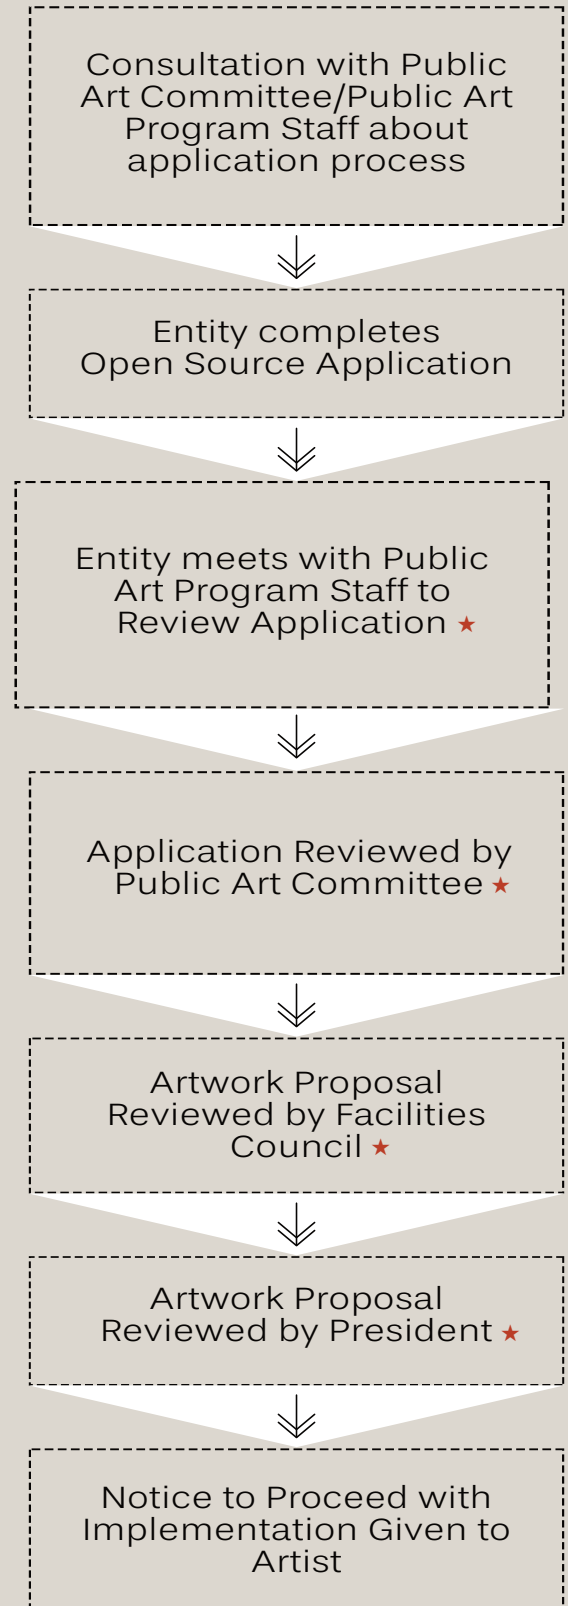 Consultation with Public
Art Committee/Public Art
Program Staff about
application process
Entity completes
Open Source Application
Entity meets with Public
Art Program Staff to
Review Application ★
Application Reviewed by
Public Art Committee ★
Artwork Proposal
Reviewed by Facilities
Council ★
Artwork Proposal
Reviewed by President ★
Notice to Proceed with
Implementation Given to
Artist